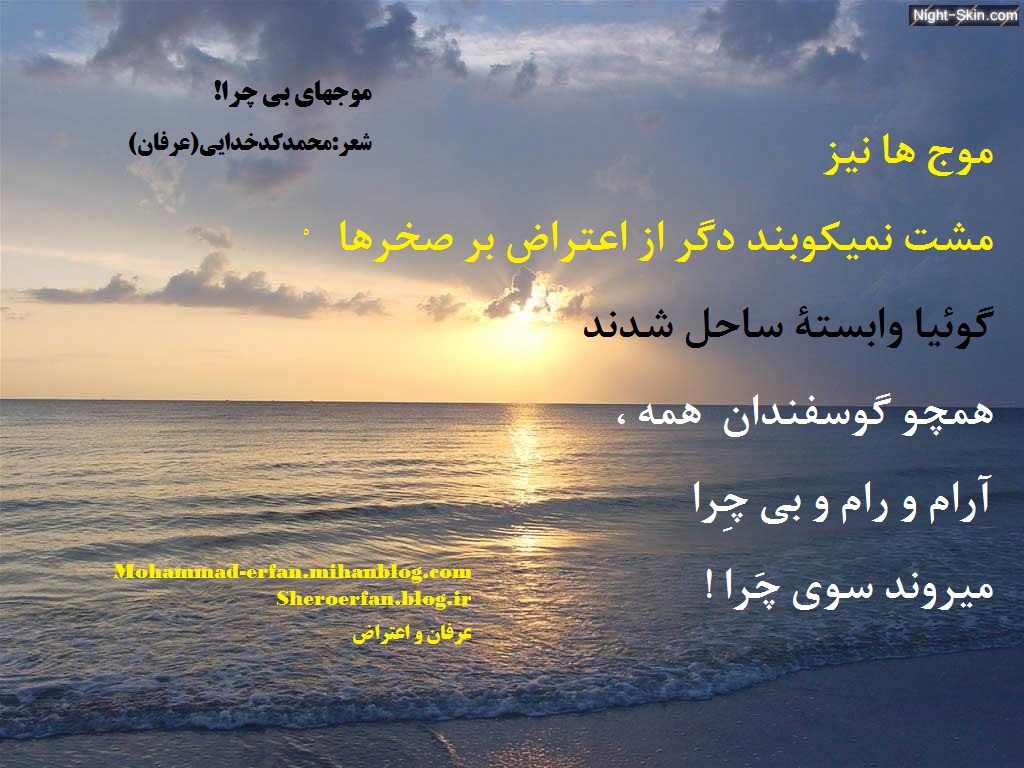 Night-Skin.com
موجهای بی چرا!
شعر:محمدکدخدایی(عرفان)
موج ها نیز
مشت نمیکوبند دگر از اعتراض بر صخرها ْ
گوئیا وابستهٔ ساحل شدند
همچو گوسفندان همه ،
آرام و رام و بی چِرا
میروند سوی چَرا !
Mohammad-erfan.mihanblog.com
Sheroerfan.blog.ir
عرفان و اعتراض